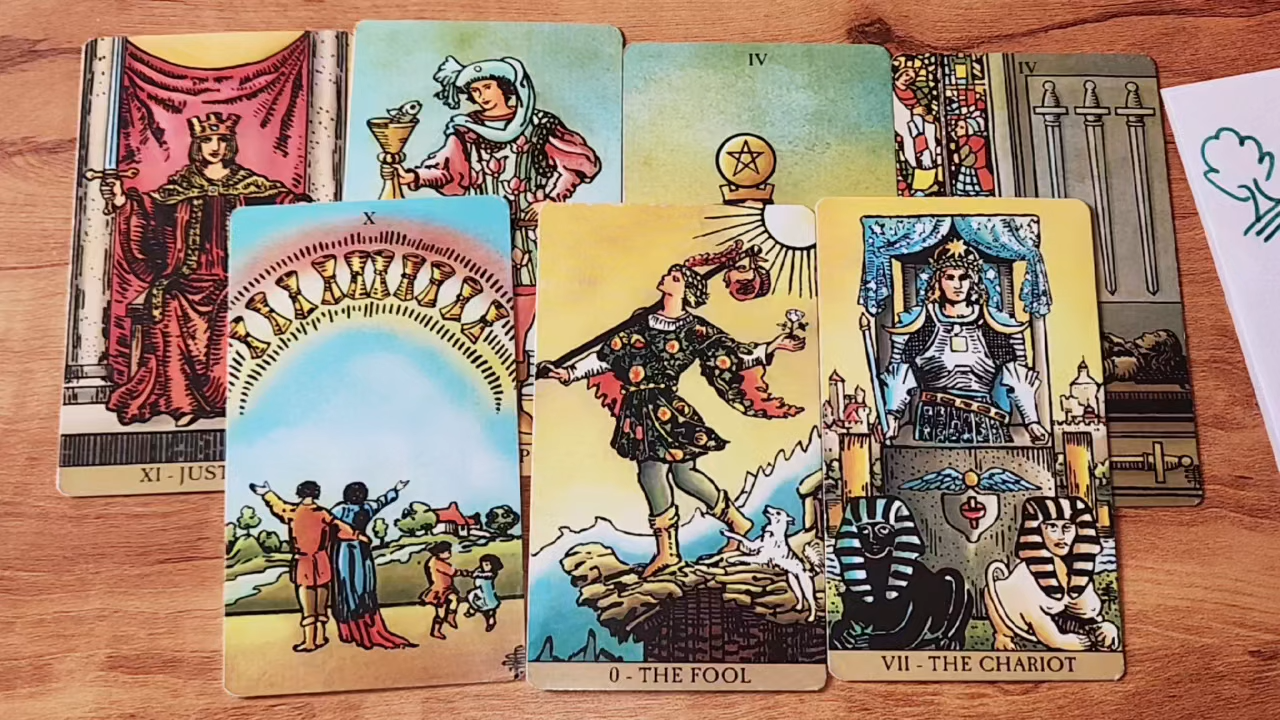 IV
IV
XI - JUST
P
X
0 - THE FOOL
VII - THE CHARIOT